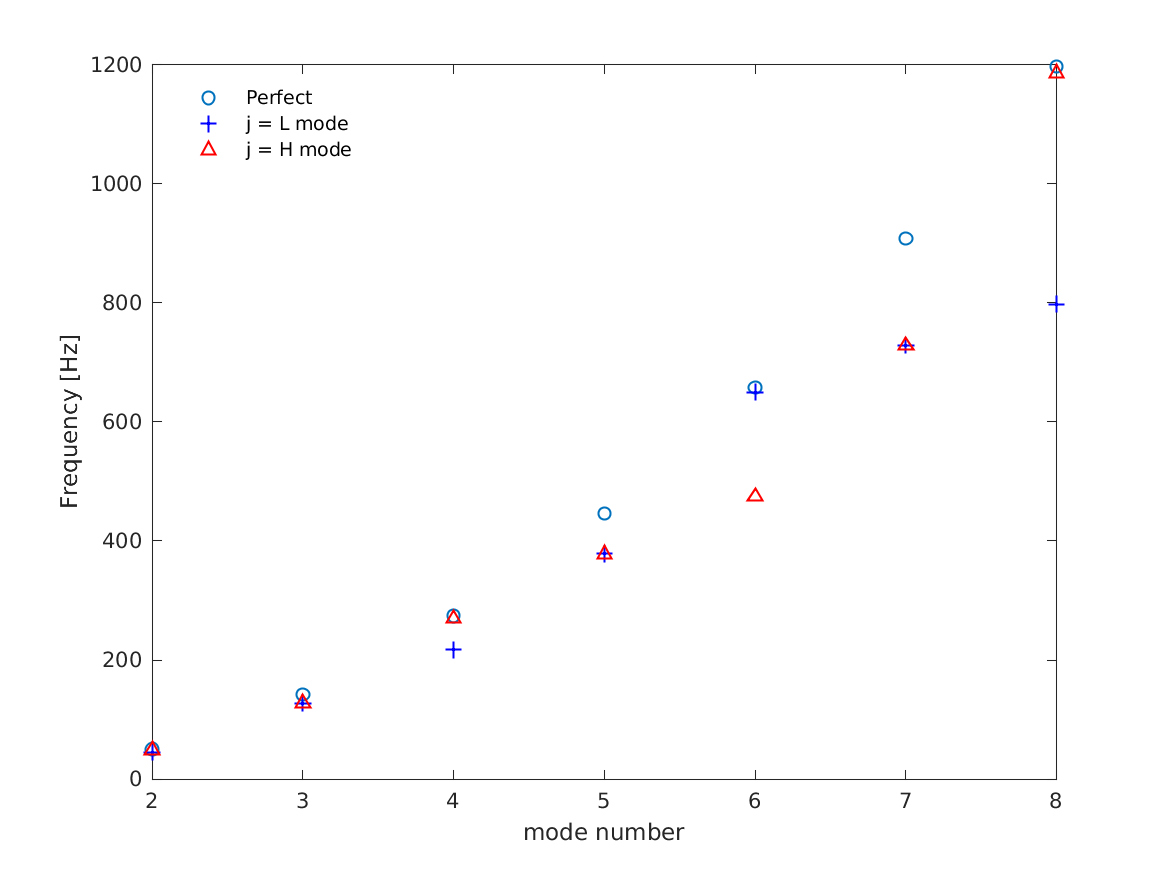 1200
1000
800
600
400
200
0
Frequency [Hz]
Perfect
j = L mode
j = H mode
2 3 4 5 6 7 8
mode number